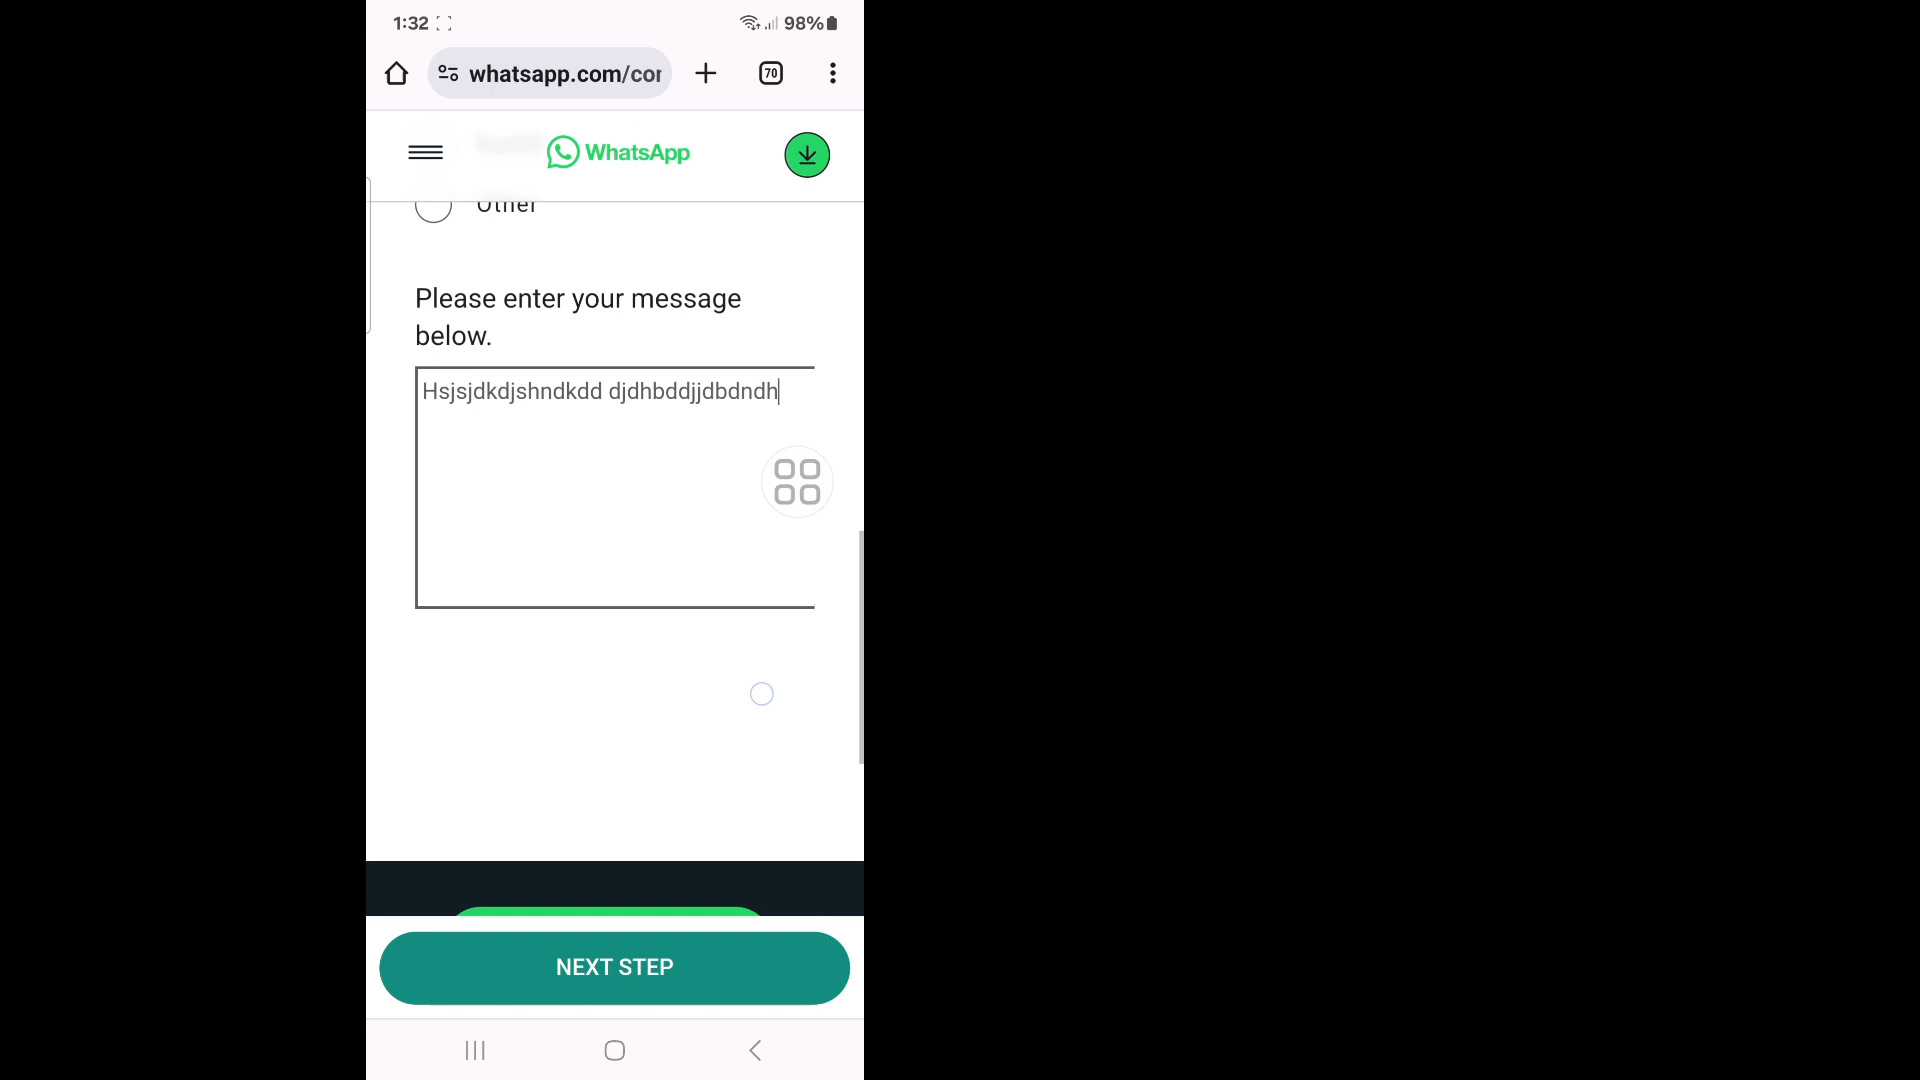 1:32 98%
whatsapp.com/cor 70
WhatsApp
Other
Please enter your message
below.
Hsjsjdkdjshndkdd djdhbddjjdbdndh
NEXT STEP